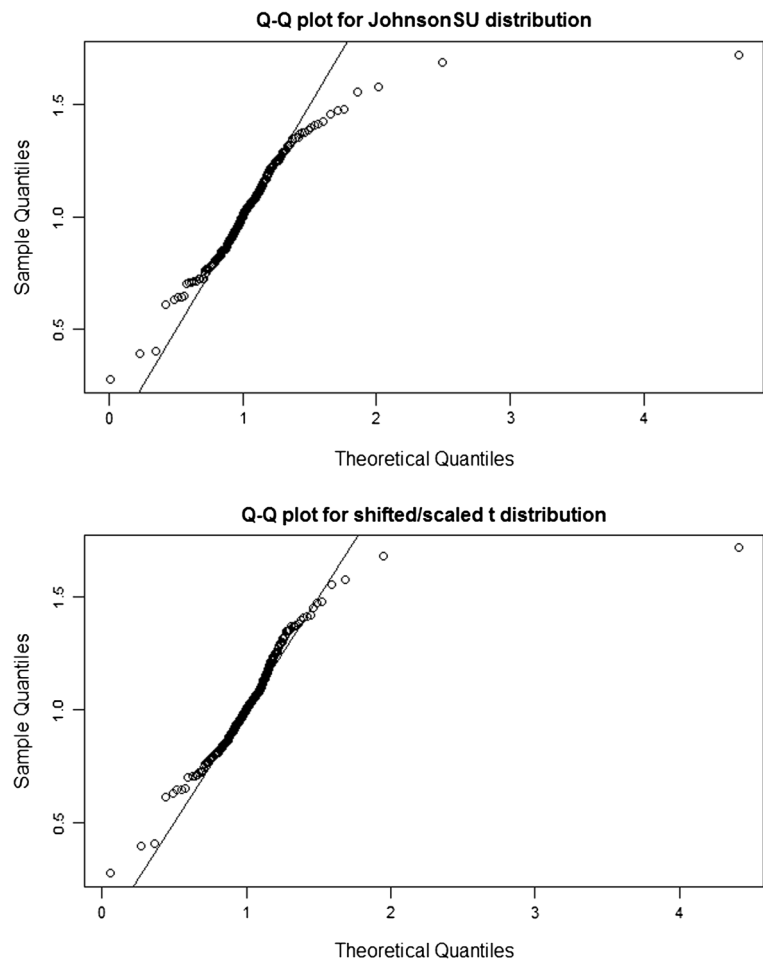 Q-Q plot for JohnsonSU distribution
Sample Quantiles
1.5
1.0
0.5
0 1 2 3 4
Theoretical Quantiles
Q-Q plot for shifted/scaled t distribution
Sample Quantiles
1.5
1.0
0.5
0 1 2 3 4
Theoretical Quantiles